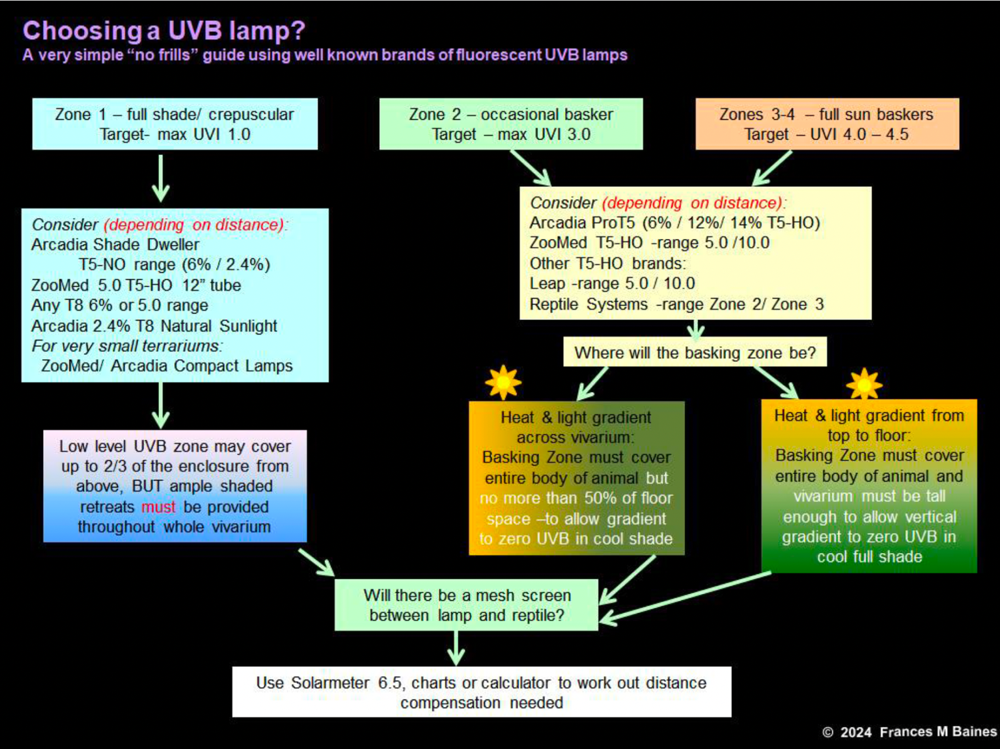 Choosing a UVB lamp?
A very simple “no frills” guide using well known brands of fluorescent UVB lamps
Zone 1 – full shade/ crepuscular
Target- max UVI 1.0
Zone 2 – occasional basker
Target – max UVI 3.0
Zones 3-4 – full sun baskers
Target – UVI 4.0 – 4.5
Consider (depending on distance):
Arcadia Shade Dweller
T5-NO range (6% / 2.4%)
ZooMed 5.0 T5-HO 12” tube
Any T8 6% or 5.0 range
Arcadia 2.4% T8 Natural Sunlight
For very small terrariums:
ZooMed/ Arcadia Compact Lamps
Consider (depending on distance):
Arcadia ProT5 (6% / 12%/ 14% T5-HO)
ZooMed T5-HO -range 5.0 /10.0
Other T5-HO brands:
Leap -range 5.0 / 10.0
Reptile Systems -range Zone 2/ Zone 3
Where will the basking zone be?
Low level UVB zone may cover
up to 2/3 of the enclosure from
above, BUT ample shaded
retreats must be provided
throughout whole vivarium
Heat & light gradient
across vivarium:
Basking Zone must cover
entire body of animal but
no more than 50% of floor
space –to allow gradient
to zero UVB in cool shade
Heat & light gradient from
top to floor:
Basking Zone must cover
entire body of animal and
vivarium must be tall
enough to allow vertical
gradient to zero UVB in
cool full shade
Will there be a mesh screen
between lamp and reptile?
Use Solarmeter 6.5, charts or calculator to work out distance
compensation needed
© 2024 Frances M Baines